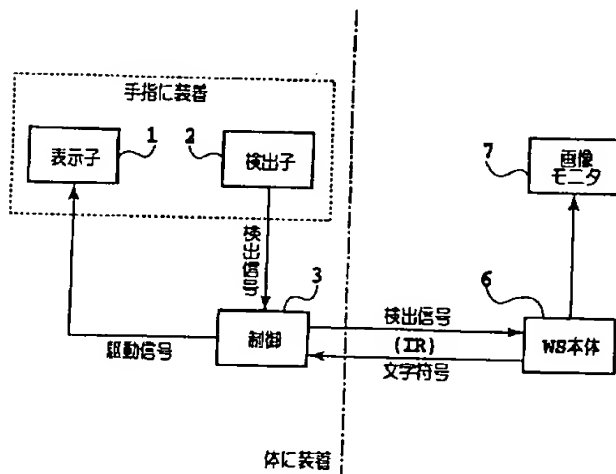 手指に装着
表示子
1
2
検出子
7
画像
モニタ
検出信号
3
6
制御
検出信号
(IR)
文字符号
WS本体
駆動信号
体に装着